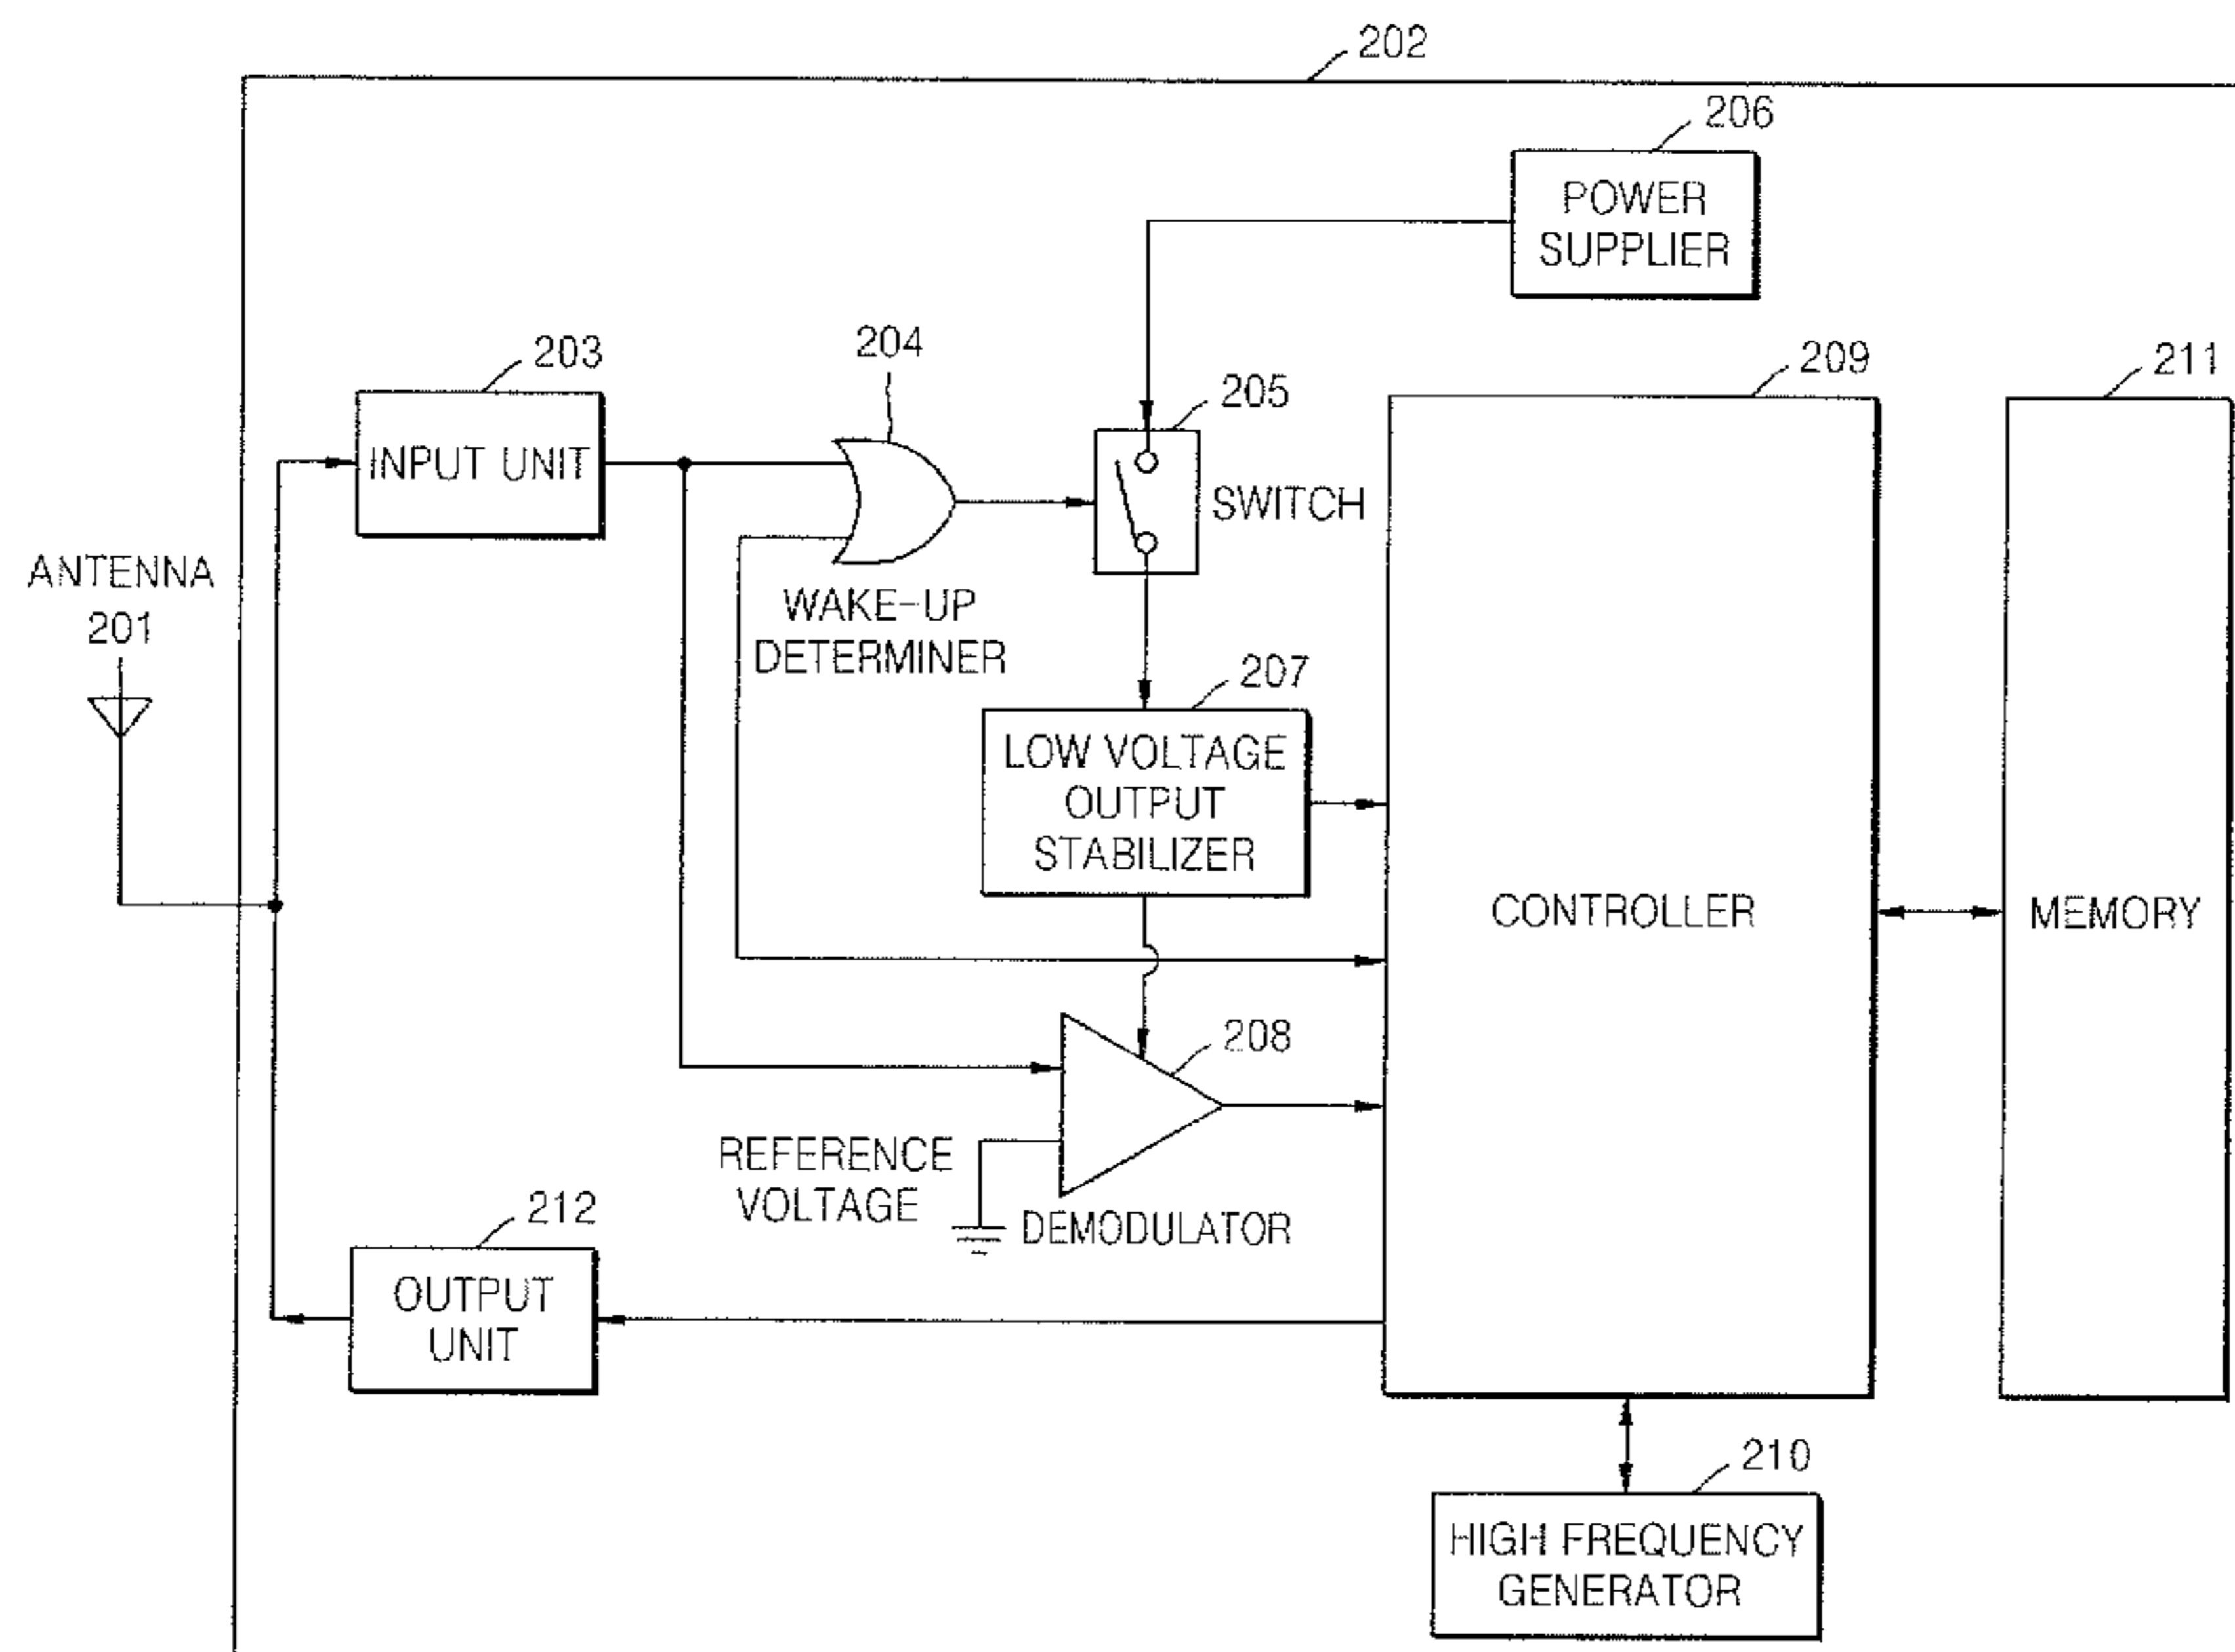 202
206
POWER
SUPPLIER
203
INPUT UNIT
204
WAKE-UP
DETERMINER
205
SWITCH
209
CONTROLLER
211
MEMORY
ANTENNA
201
207
LOW VOLTAGE
OUTPUT
STABILIZER
208
REFERENCE
VOLTAGE
DEMODULATOR
212
OUTPUT
UNIT
210
HIGH FREQUENCY
GENERATOR